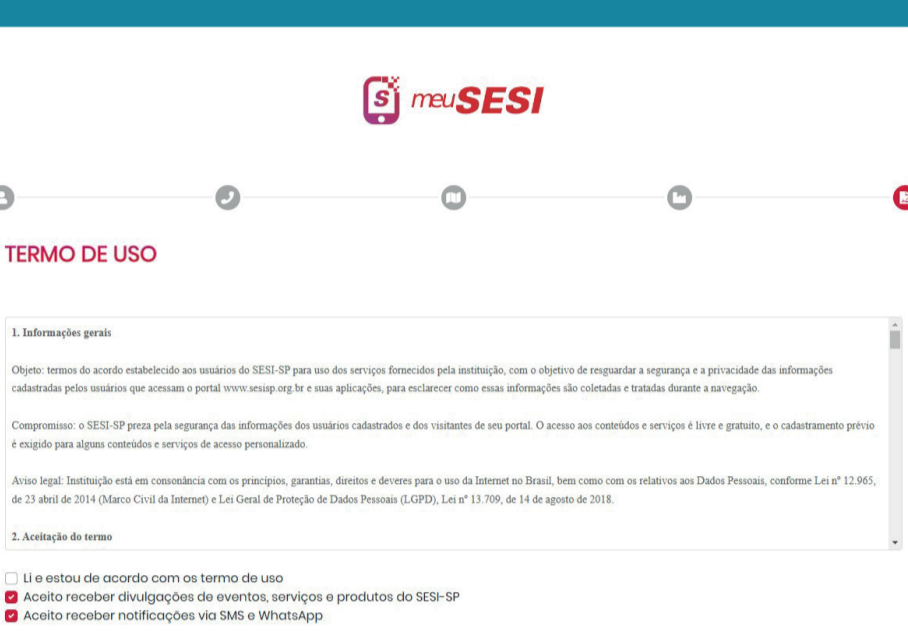 S meuSESI
TERMO DE USO
1. Informações gerais
Objeto: termos do acordo estabelecido aos usuários do SESI-SP para uso dos serviços fornecidos pela instituição, com o objetivo de resguardar a segurança e a privacidade das informações
cadastradas pelos usuários que acessam o portal www.sesisp.org.br e suas aplicações, para esclarecer como essas informações são coletadas e tratadas durante a navegação.
Compromisso: o SESI-SP preza pela segurança das informações dos usuários cadastrados e dos visitantes de seu portal. O acesso aos conteúdos e serviços é livre e gratuito, e o cadastramento prévio
é exigido para alguns conteúdos e serviços de acesso personalizado.
Aviso legal: Instituição está em consonância com os princípios, garantias, direitos e deveres para o uso da Internet no Brasil, bem como com os relativos aos Dados Pessoais, conforme Lei nº 12.965,
de 23 abril de 2014 (Marco Civil da Internet) e Lei Geral de Proteção de Dados Pessoais (LGPD), Lei nº 13.709, de 14 de agosto de 2018.
2. Aceitação do termo
Li e estou de acordo com os termo de uso
Aceito receber divulgações de eventos, serviços e produtos do SESI-SP
Aceito receber notificações via SMS e WhatsApp